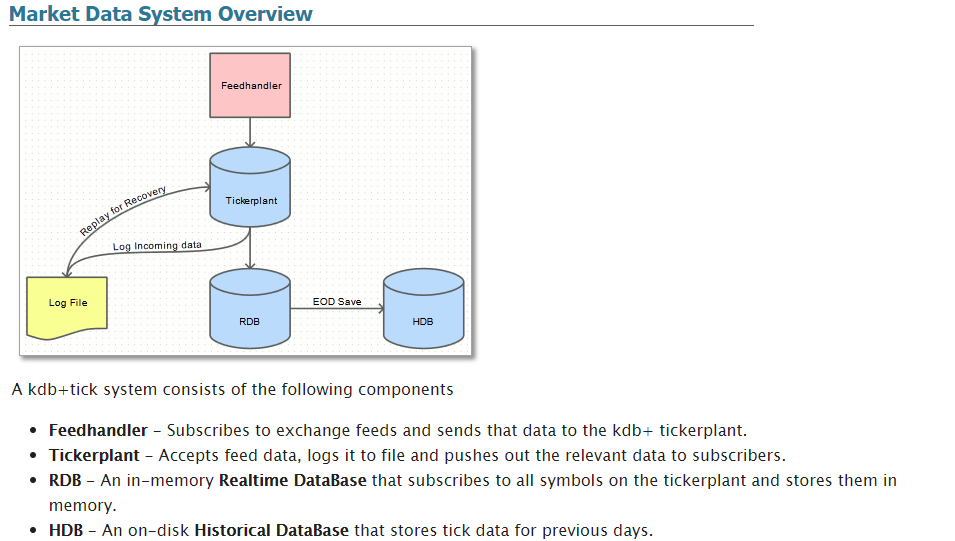 Market Data System Overview
Feedhandler
Tickerplant
Replay for Recovery
Log Incoming data
Log File
RDB
EOD Save
HDB
A kdb+tick system consists of the following components
• Feedhandler – Subscribes to exchange feeds and sends that data to the kdb+ tickerplant.
• Tickerplant – Accepts feed data, logs it to file and pushes out the relevant data to subscribers.
• RDB – An in-memory Realtime DataBase that subscribes to all symbols on the tickerplant and stores them in
memory.
• HDB – An on-disk Historical DataBase that stores tick data for previous days.